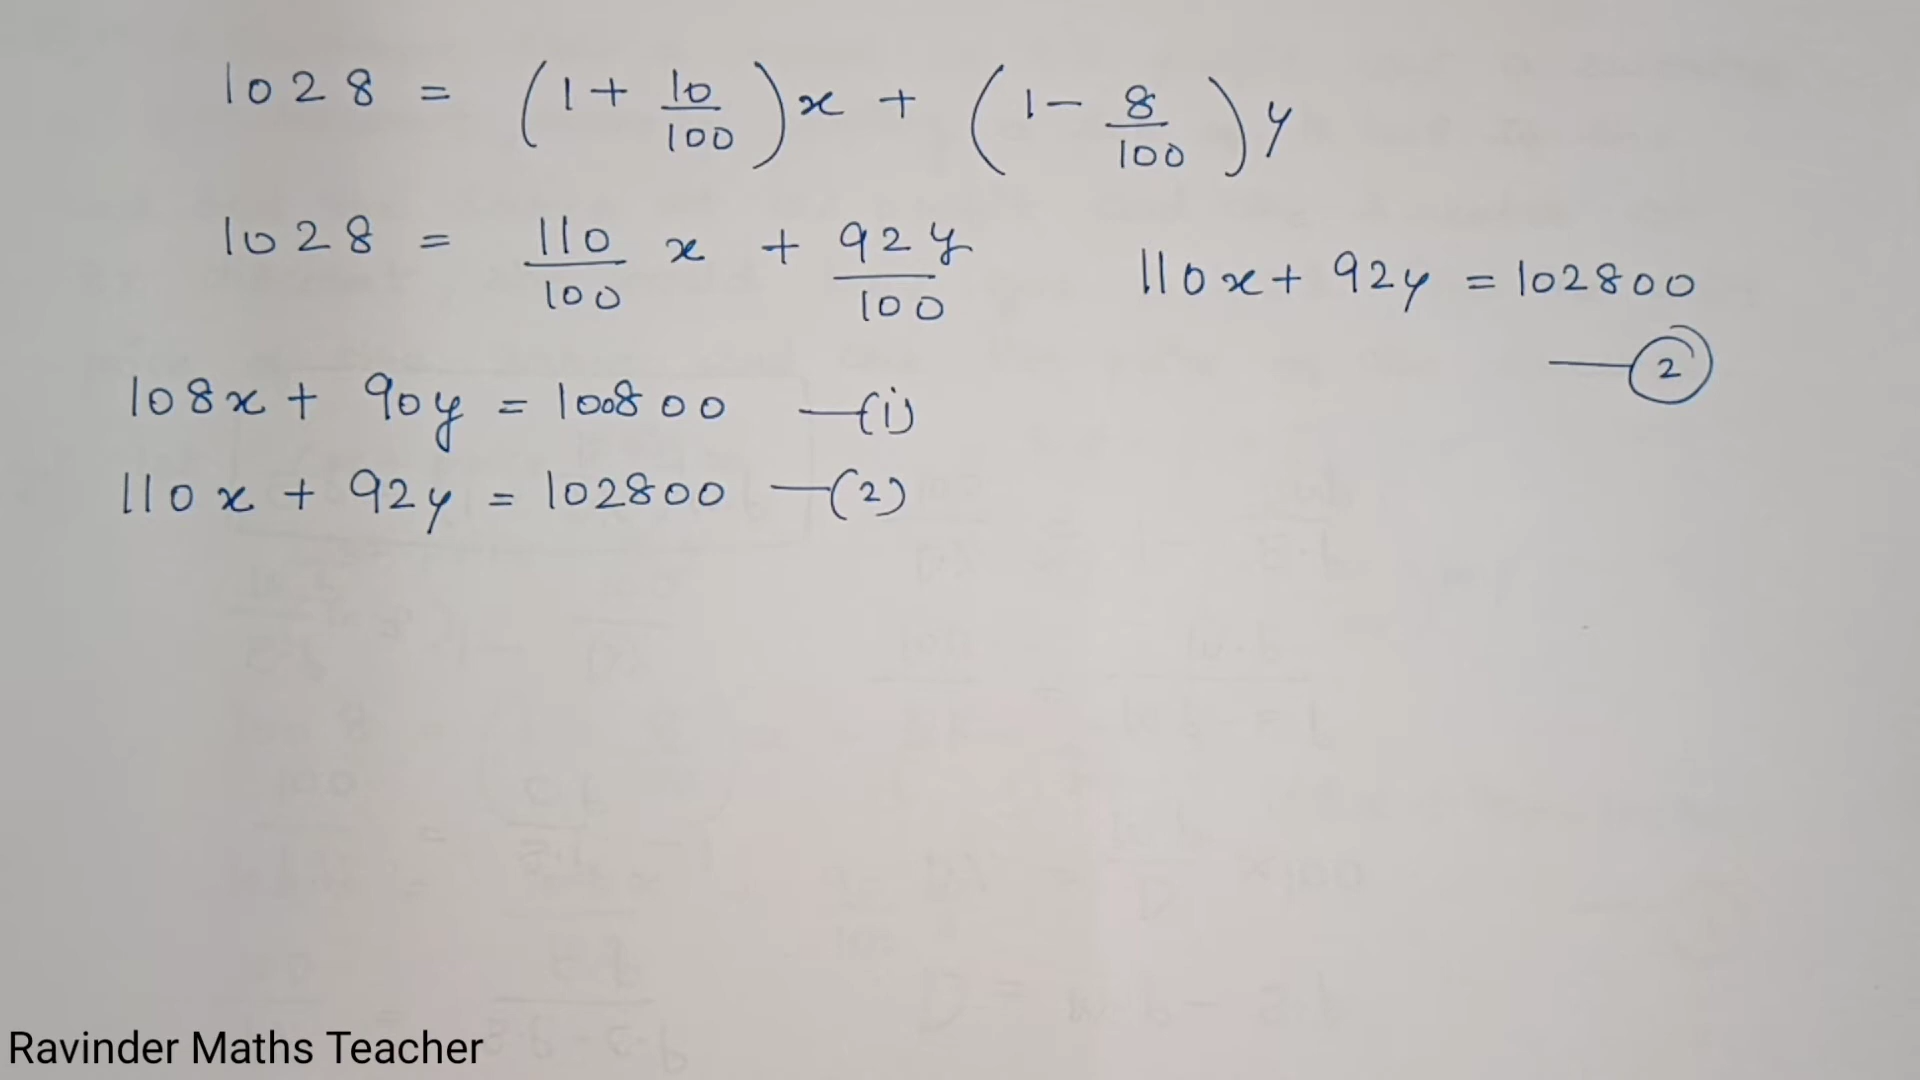 1028 = (1 + 10/100)x + (1 - 8/100)y
1028 = 110/100 x + 92y/100
110x + 92y = 102800
—(2)
108x + 90y = 100800 —(i)
110x + 92y = 102800 —(2)
Ravinder Maths Teacher